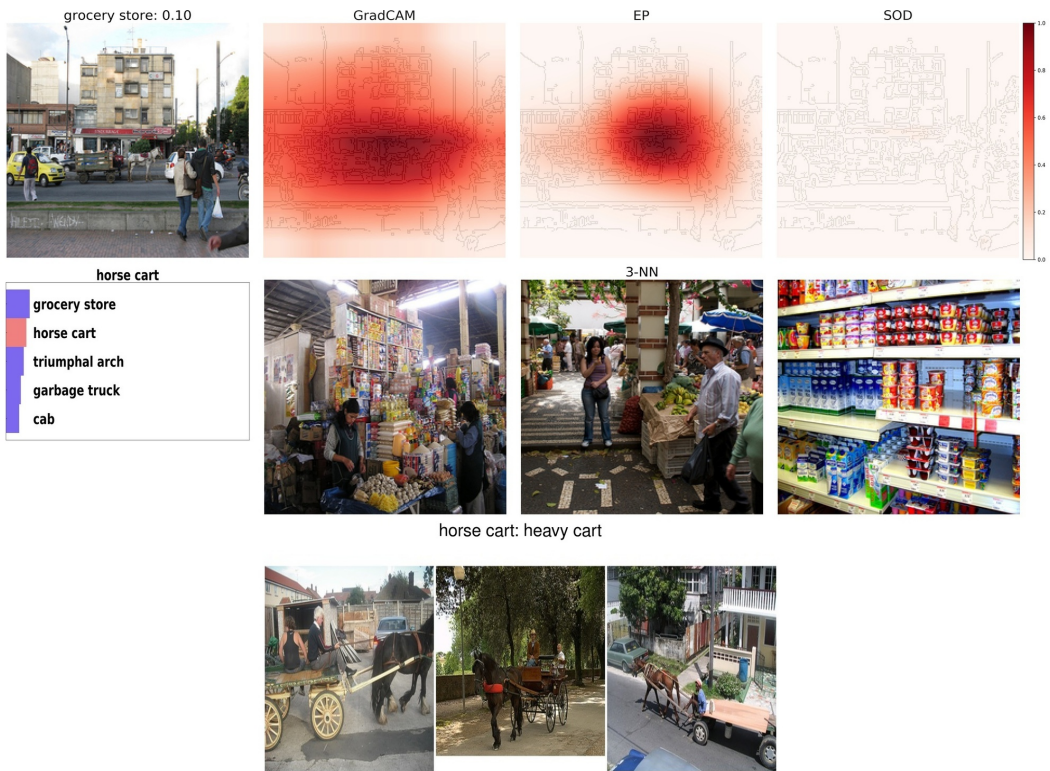 grocery store: 0.10
GradCAM
EP
SOD
1.0
0.8
0.6
0.4
0.2
0.0
horse cart
grocery store
horse cart
triumphal arch
garbage truck
cab
3-NN
horse cart: heavy cart